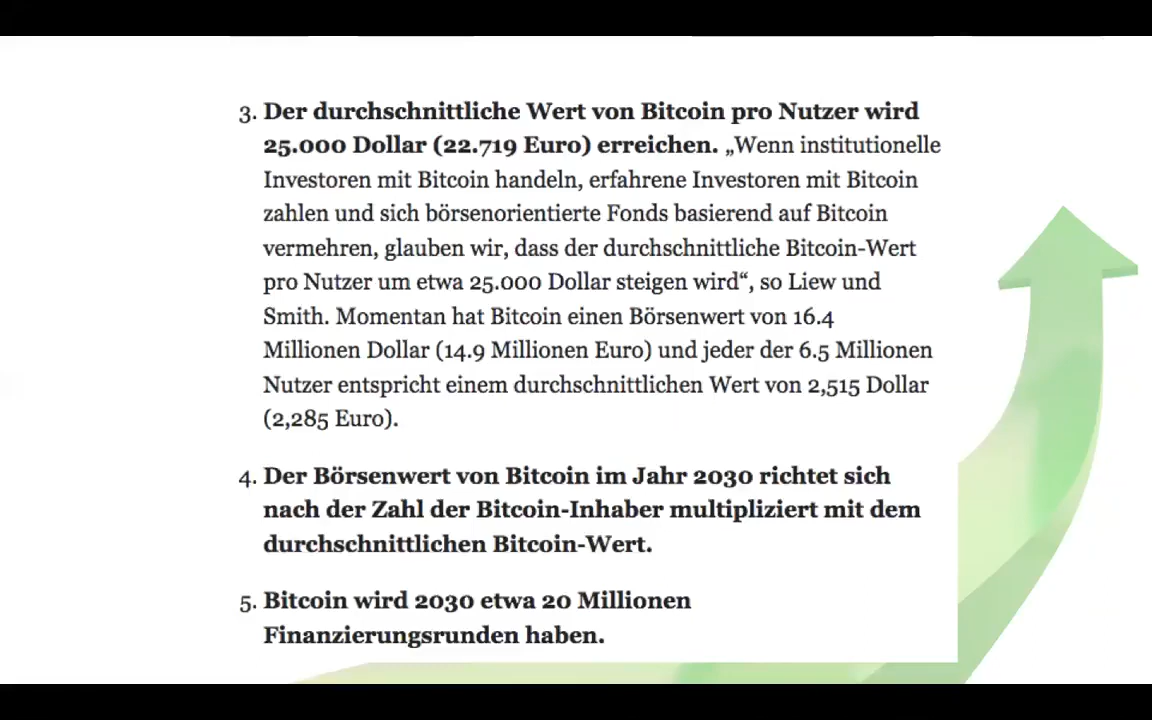 3. Der durchschnittliche Wert von Bitcoin pro Nutzer wird
25.000 Dollar (22.719 Euro) erreichen. „Wenn institutionelle
Investoren mit Bitcoin handeln, erfahrene Investoren mit Bitcoin
zahlen und sich börsenorientierte Fonds basierend auf Bitcoin
vermehren, glauben wir, dass der durchschnittliche Bitcoin-Wert
pro Nutzer um etwa 25.000 Dollar steigen wird“, so Liew und
Smith. Momentan hat Bitcoin einen Börsenwert von 16.4
Millionen Dollar (14.9 Millionen Euro) und jeder der 6.5 Millionen
Nutzer entspricht einem durchschnittlichen Wert von 2,515 Dollar
(2,285 Euro).
4. Der Börsenwert von Bitcoin im Jahr 2030 richtet sich
nach der Zahl der Bitcoin-Inhaber multipliziert mit dem
durchschnittlichen Bitcoin-Wert.
5. Bitcoin wird 2030 etwa 20 Millionen
Finanzierungsrunden haben.